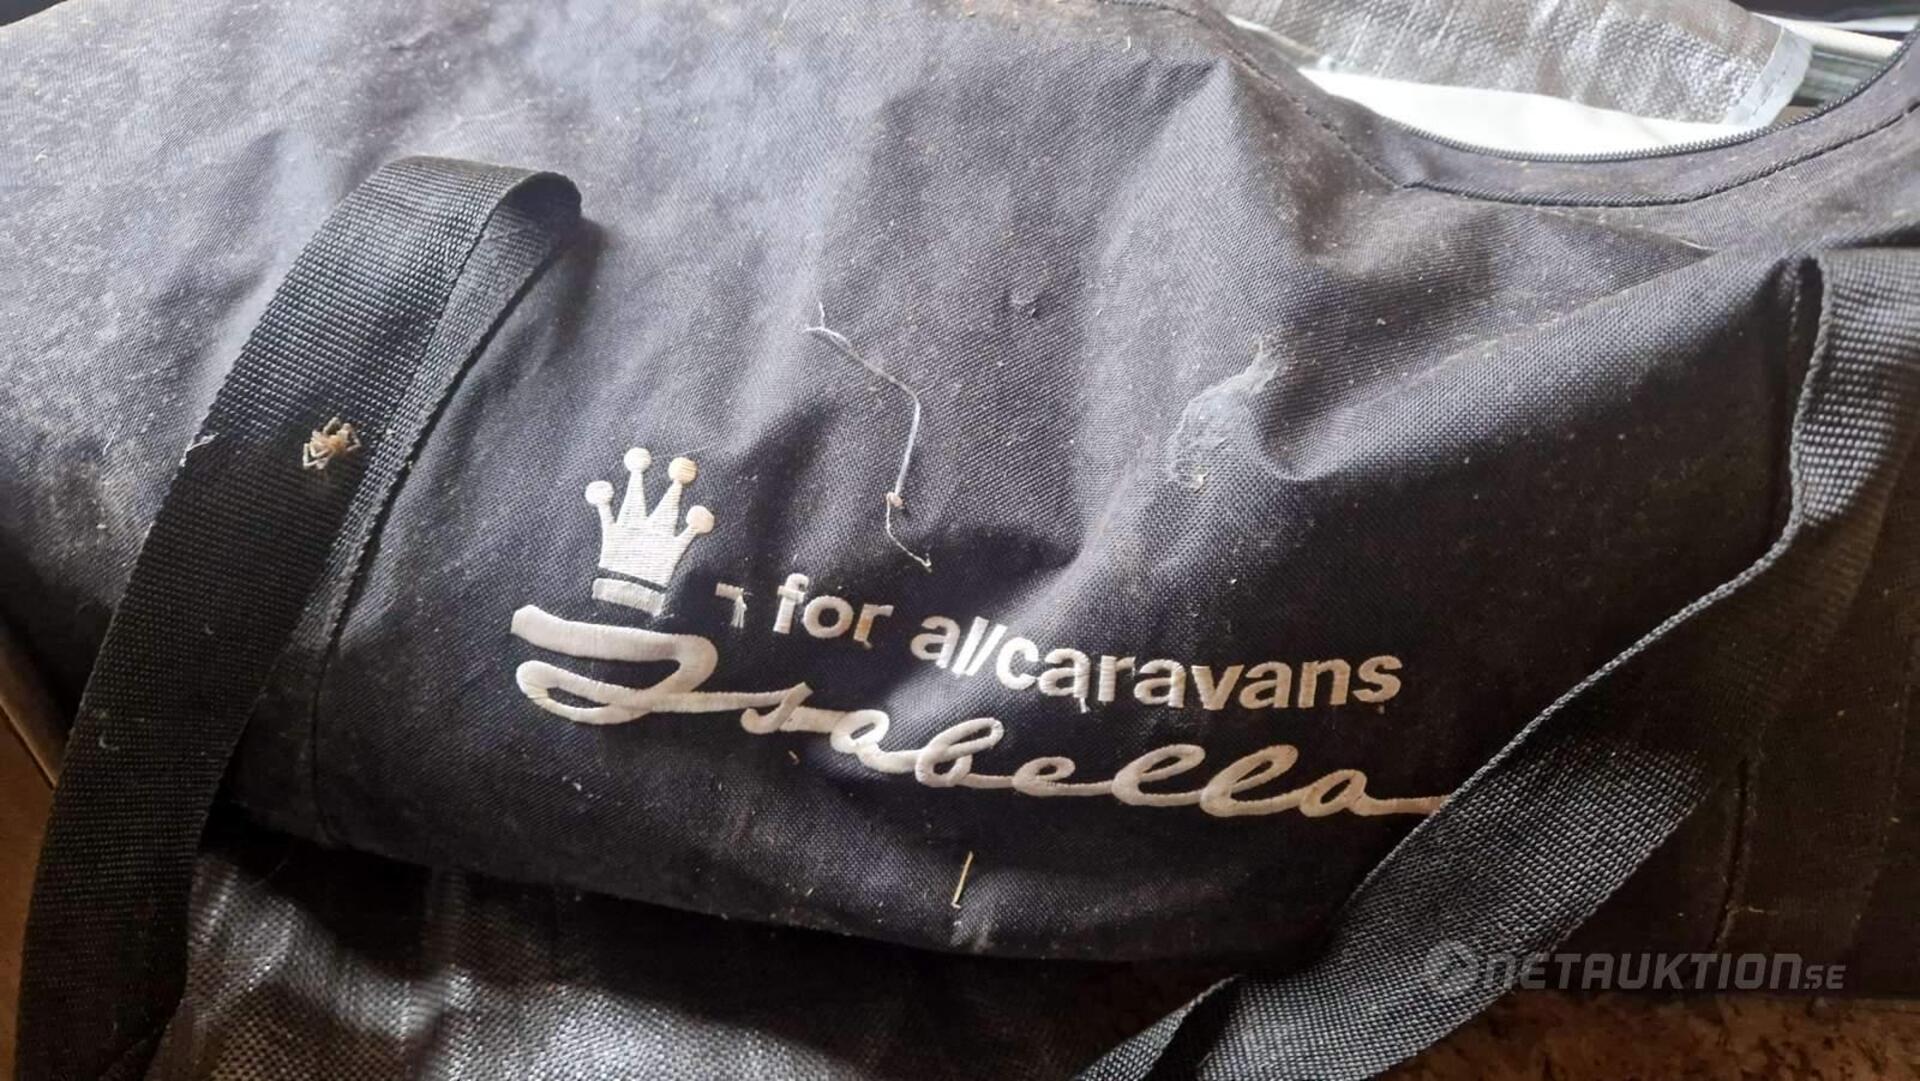 - for all caravans
Isabella
NETAUKTION.SE